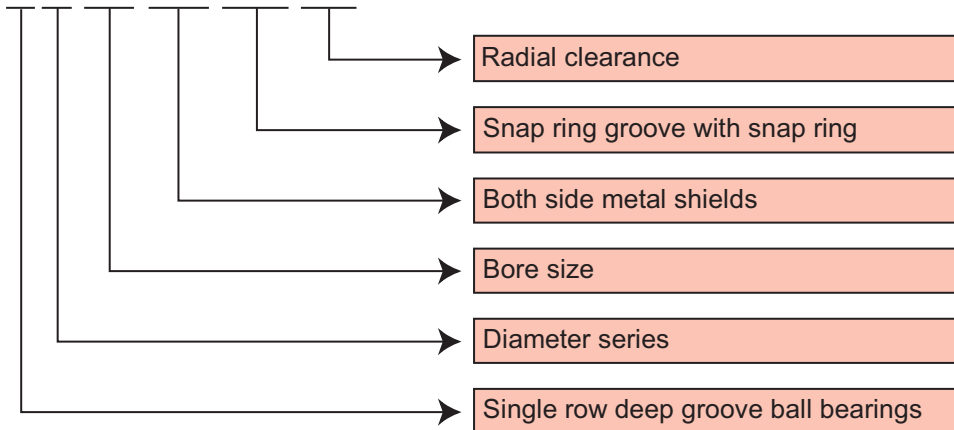 Radial clearance
Snap ring groove with snap ring
Both side metal shields
Bore size
Diameter series
Single row deep groove ball bearings